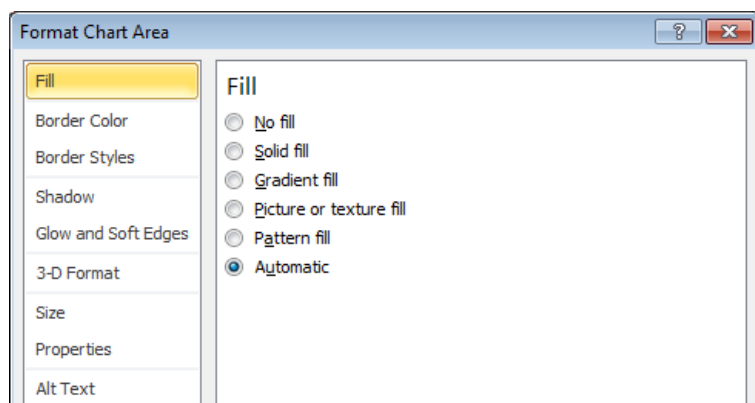 Format Chart Area
?
Fill
Border Color
Border Styles
Shadow
Glow and Soft Edges
3-D Format
Size
Properties
Alt Text
Fill
No fill
Solid fill
Gradient fill
Picture or texture fill
Pattern fill
Automatic